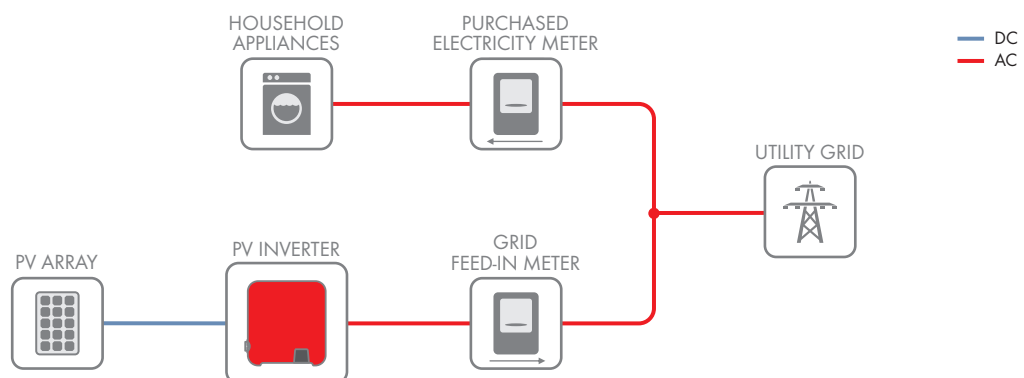 HOUSEHOLD
APPLIANCES
PURCHASED
ELECTRICITY METER
DC
AC
UTILITY GRID
PV ARRAY
PV INVERTER
GRID
FEED-IN METER